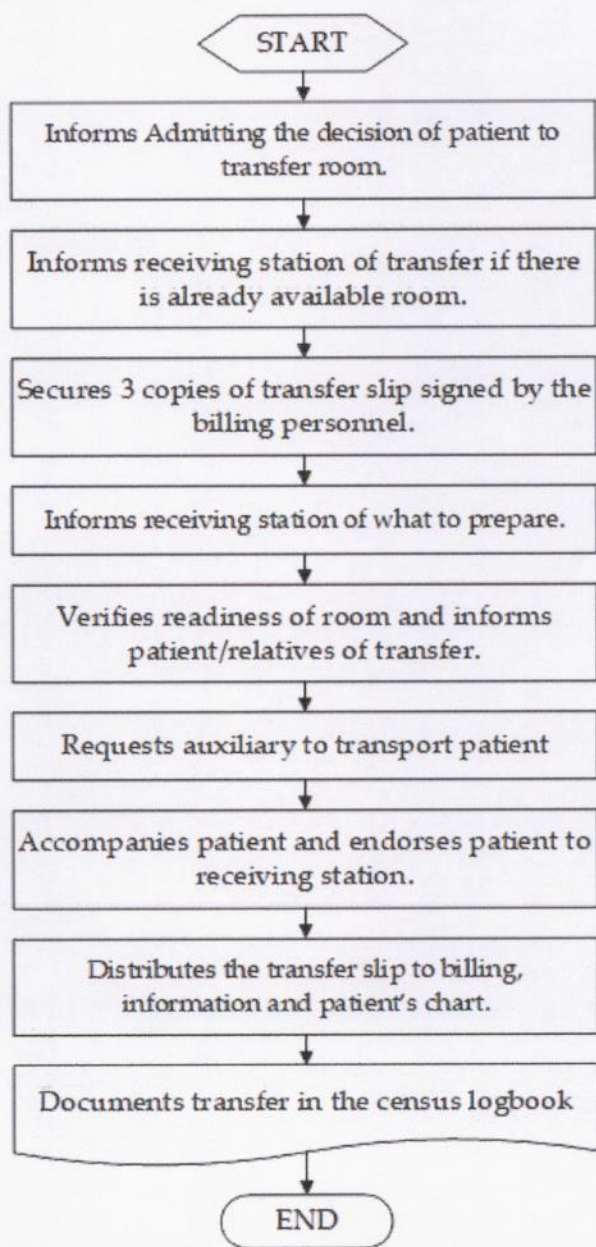 START
Informs Admitting the decision of patient to
transfer room.
Informs receiving station of transfer if there
is already available room.
Secures 3 copies of transfer slip signed by the
billing personnel.
Informs receiving station of what to prepare.
Verifies readiness of room and informs
patient/relatives of transfer.
Requests auxiliary to transport patient
Accompanies patient and endorses patient to
receiving station.
Distributes the transfer slip to billing,
information and patient's chart.
Documents transfer in the census logbook
END